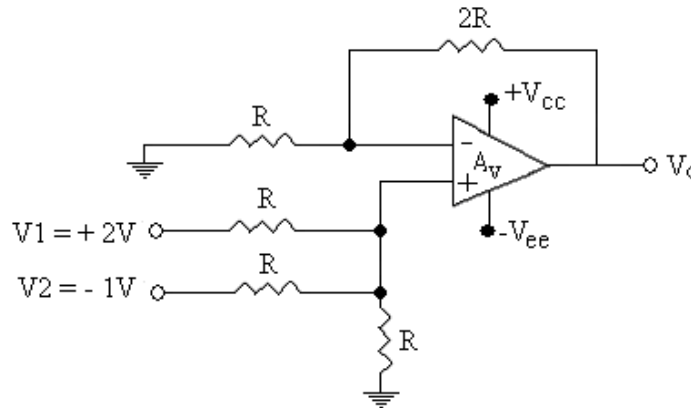 2R
+Vcc
R
-
Av
+
Vo
R
V1 = + 2V
-Vee
R
V2 = - 1V
R